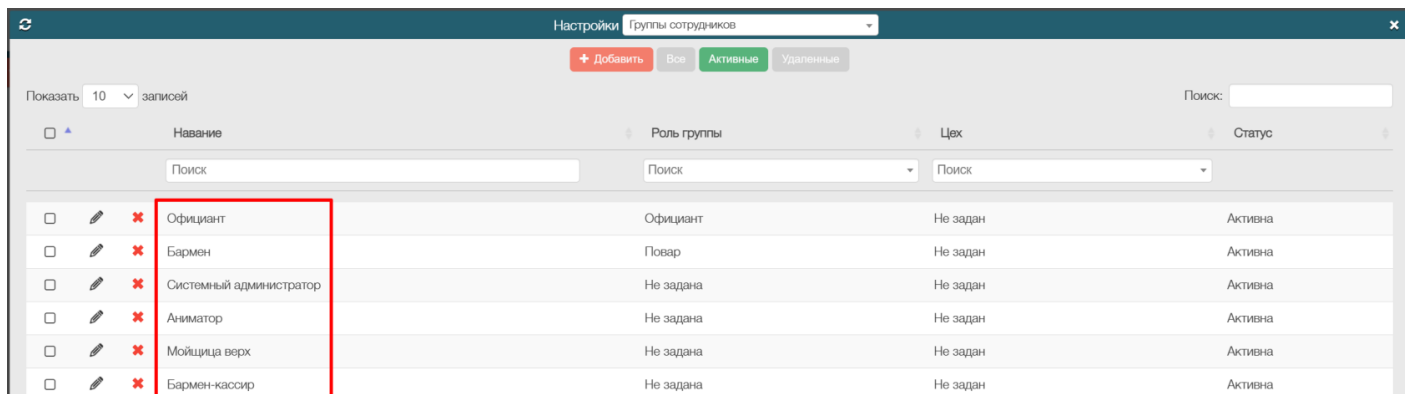 Настройки Группы сотрудников
+ Добавить Все Активные Удаленные
Показать 10 записей Поиск:
Навание Роль группы Цех Статус
Поиск Поиск Поиск
Официант Официант Не задан Активна
Бармен Повар Не задан Активна
Системный администратор Не задана Не задан Активна
Аниматор Не задана Не задан Активна
Мойщица верх Не задана Не задан Активна
Бармен-кассир Не задана Не задан Активна